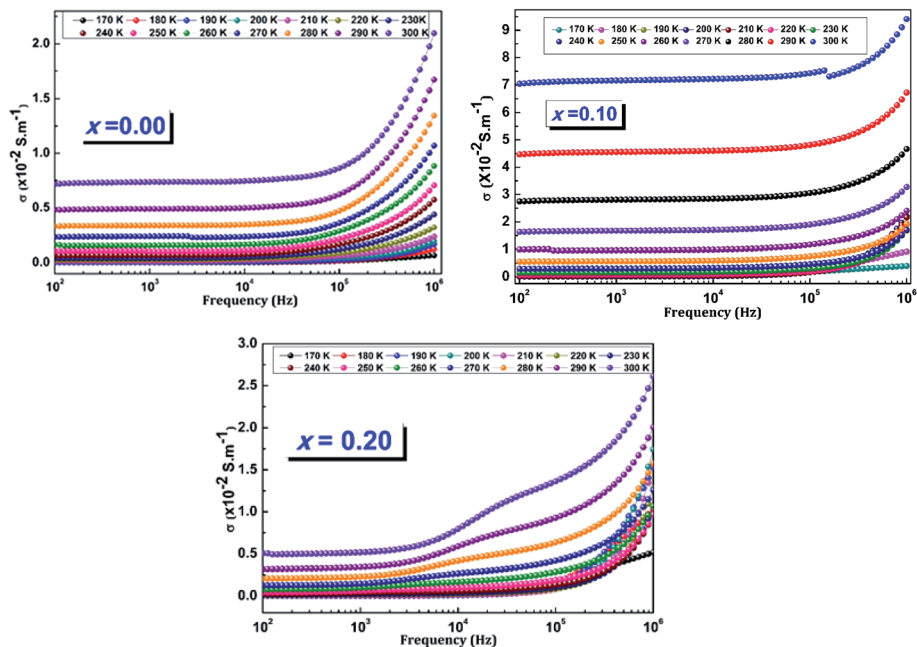 170 K 180 K 190 K 200 K 210 K 220 K 230K
240 K 250 K 260 K 270 K 280 K 290 K 300 K
x =0.00
σ (X10⁻² S.m⁻¹)
2.0
1.5
1.0
0.5
0.0
10² 10³ 10⁴ 10⁵ 10⁶
Frequency (Hz)
170 K 180 K 190 K 200 K 210 K 220 K 230 K
240 K 250 K 260 K 270 K 280 K 290 K 300 K
x =0.10
σ (X10⁻² S.m⁻¹)
10
9
8
7
6
5
4
3
2
1
0
10² 10³ 10⁴ 10⁵ 10⁶
Frequency (Hz)
170 K 180 K 190 K 200 K 210 K 220 K 230 K
240 K 250 K 260 K 270 K 280 K 290 K 300 K
x = 0.20
σ (X10⁻² S.m⁻¹)
3.0
2.5
2.0
1.5
1.0
0.5
0.0
10² 10³ 10⁴ 10⁵ 10⁶
Frequency (Hz)